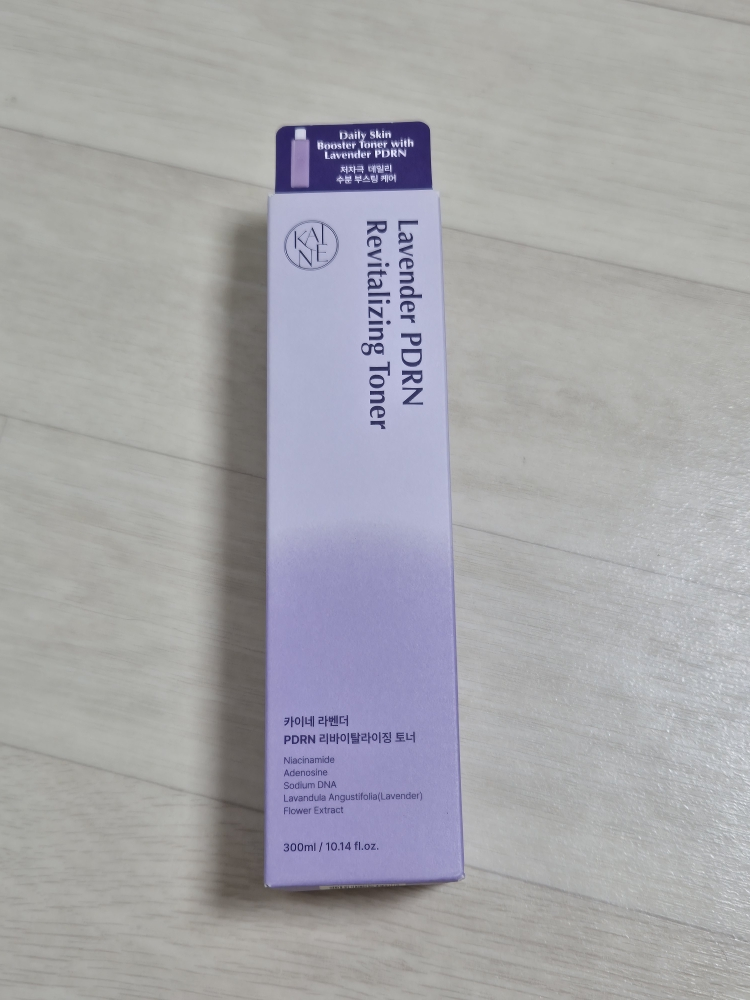 Daily Skin
Booster Toner with
Lavender PDRN
저자극 데일리
수분 부스팅 케어
KAINE
Lavender PDRN
Revitalizing Toner
카이네 라벤더
PDRN 리바이탈라이징 토너
Niacinamide
Adenosine
Sodium DNA
Lavandula Angustifolia(Lavender)
Flower Extract
300ml / 10.14 fl.oz.